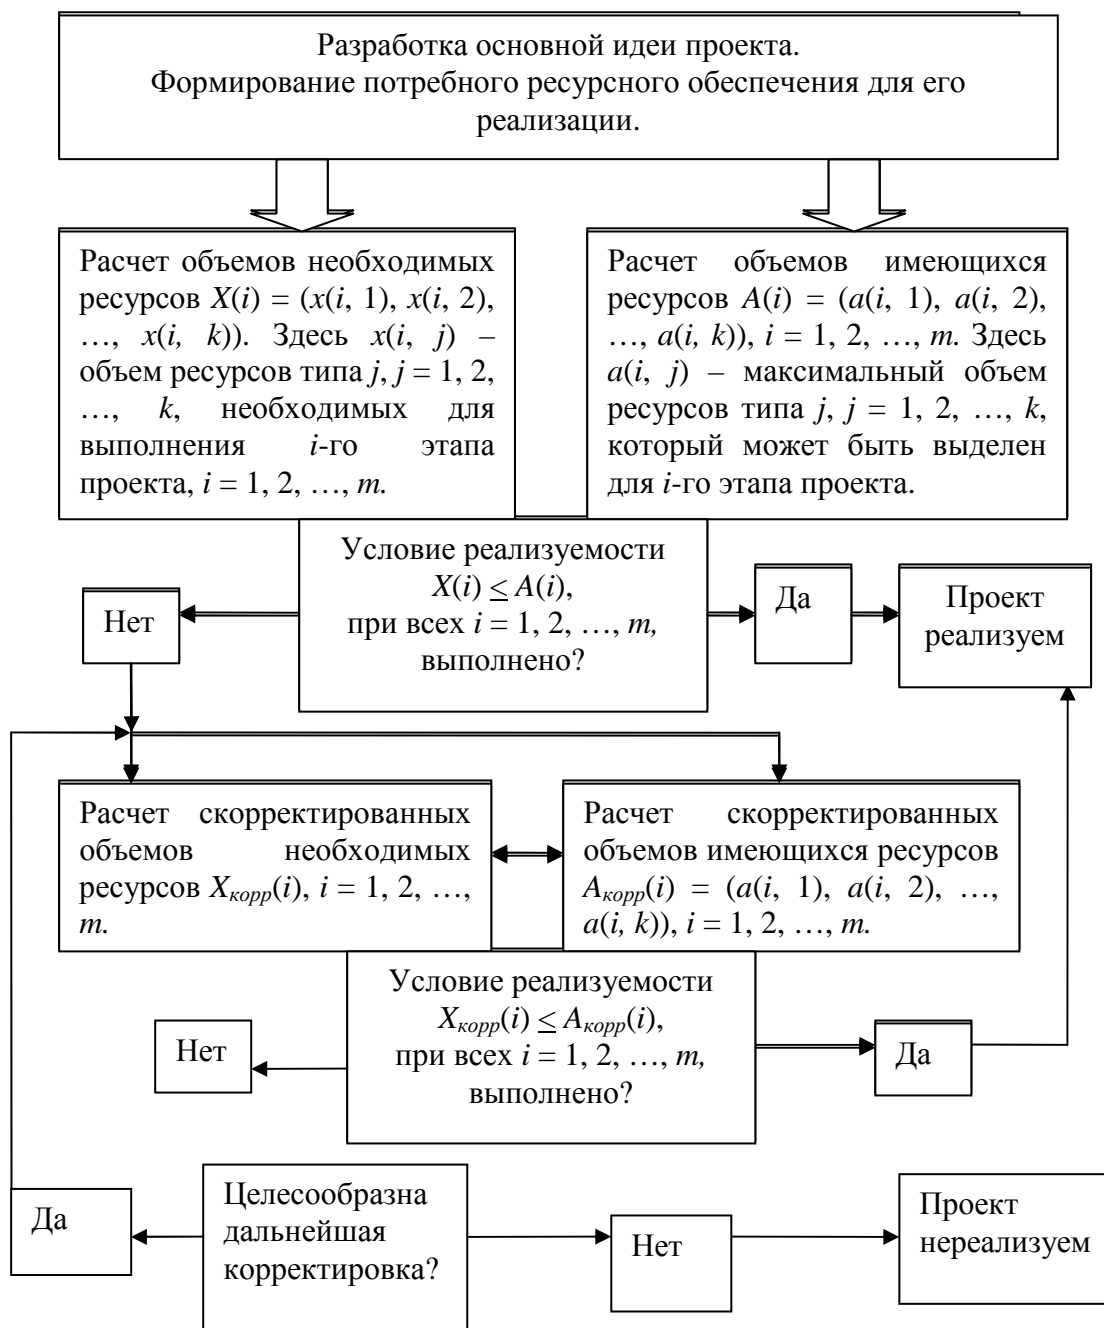 Разработка основной идеи проекта.
Формирование потребного ресурсного обеспечения для его
реализации.
Расчет объемов необходимых
ресурсов X(i) = (x(i, 1), x(i, 2),
…, x(i, k)). Здесь x(i, j) –
объем ресурсов типа j, j = 1, 2,
…, k, необходимых для
выполнения i-го этапа
проекта, i = 1, 2, …, m.
Расчет объемов имеющихся
ресурсов A(i) = (a(i, 1), a(i, 2),
…, a(i, k)), i = 1, 2, …, m. Здесь
a(i, j) – максимальный объем
ресурсов типа j, j = 1, 2, …, k,
который может быть выделен
для i-го этапа проекта.
Условие реализуемости
X(i) ≤ A(i),
при всех i = 1, 2, …, m,
выполнено?
Нет
Да
Проект
реализуем
Расчет скорректированных
объемов необходимых
ресурсов Xкорр(i), i = 1, 2, …,
m.
Расчет скорректированных
объемов имеющихся ресурсов
Aкорр(i) = (a(i, 1), a(i, 2), …,
a(i, k)), i = 1, 2, …, m.
Условие реализуемости
Xкорр(i) ≤ Aкорр(i),
при всех i = 1, 2, …, m,
выполнено?
Нет
Да
Да
Целесообразна
дальнейшая
корректировка?
Нет
Проект
нереализуем